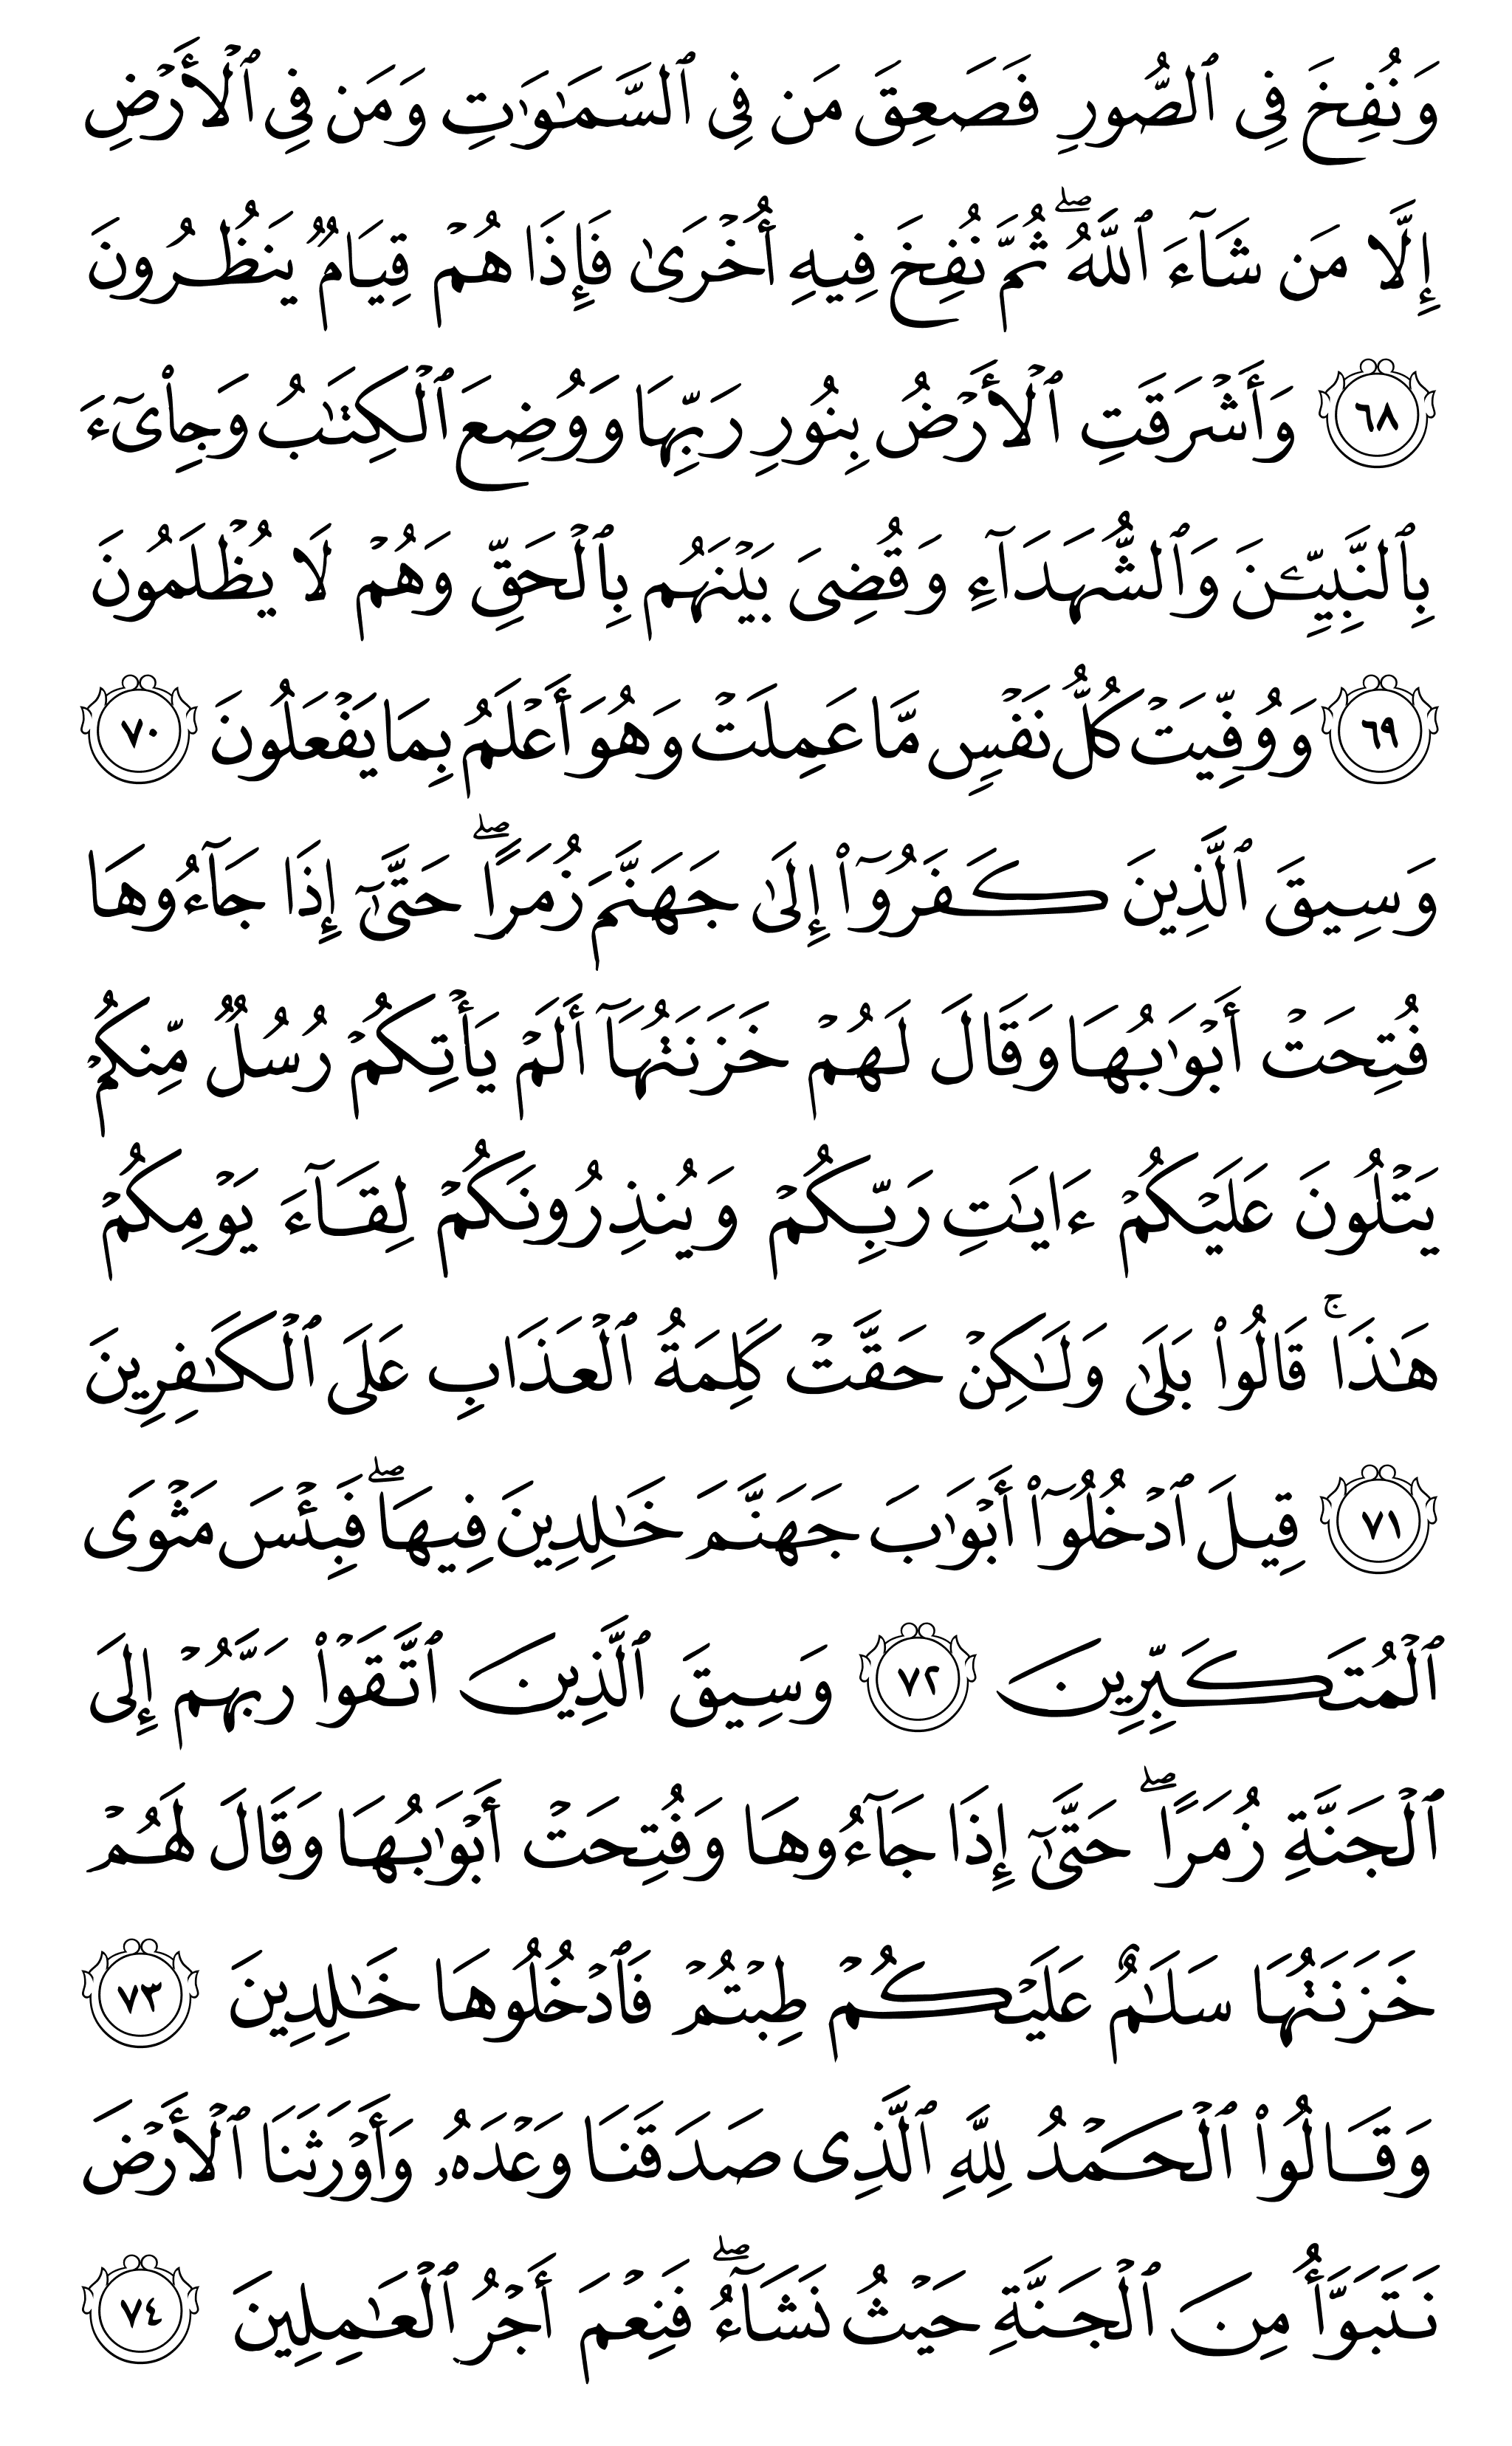 وَنُفِخَ فِى ٱلصُّورِ فَصَعِقَ مَن فِى ٱلسَّمَـٰوَٰتِ وَمَن فِى ٱلْأَرْضِ
إِلَّا مَن شَآءَ ٱللَّهُ ۖ ثُمَّ نُفِخَ فِيهِ أُخْرَىٰ فَإِذَا هُمْ قِيَامٌ يَنظُرُونَ
٦٨ وَأَشْرَقَتِ ٱلْأَرْضُ بِنُورِ رَبِّهَا وَوُضِعَ ٱلْكِتَـٰبُ وَجِا۟ىٓءَ
بِٱلنَّبِيِّـۧنَ وَٱلشُّهَدَآءِ وَقُضِىَ بَيْنَهُم بِٱلْحَقِّ وَهُمْ لَا يُظْلَمُونَ
٦٩ وَوُفِّيَتْ كُلُّ نَفْسٍ مَّا عَمِلَتْ وَهُوَ أَعْلَمُ بِمَا يَفْعَلُونَ ٧٠
وَسِيقَ ٱلَّذِينَ كَفَرُوٓا۟ إِلَىٰ جَهَنَّمَ زُمَرًا ۖ حَتَّىٰٓ إِذَا جَآءُوهَا
فُتِحَتْ أَبْوَٰبُهَا وَقَالَ لَهُمْ خَزَنَتُهَآ أَلَمْ يَأْتِكُمْ رُسُلٌ مِّنكُمْ
يَتْلُونَ عَلَيْكُمْ ءَايَـٰتِ رَبِّكُمْ وَيُنذِرُونَكُمْ لِقَآءَ يَوْمِكُمْ
هَـٰذَا ۚ قَالُوا۟ بَلَىٰ وَلَـٰكِنْ حَقَّتْ كَلِمَةُ ٱلْعَذَابِ عَلَى ٱلْكَـٰفِرِينَ
٧١ قِيلَ ٱدْخُلُوٓا۟ أَبْوَٰبَ جَهَنَّمَ خَـٰلِدِينَ فِيهَا ۖ فَبِئْسَ مَثْوَى
ٱلْمُتَكَبِّرِينَ ٧٢ وَسِيقَ ٱلَّذِينَ ٱتَّقَوْا۟ رَبَّهُمْ إِلَى
ٱلْجَنَّةِ زُمَرًا ۖ حَتَّىٰٓ إِذَا جَآءُوهَا وَفُتِحَتْ أَبْوَٰبُهَا وَقَالَ لَهُمْ
خَزَنَتُهَا سَلَـٰمٌ عَلَيْكُمْ طِبْتُمْ فَٱدْخُلُوهَا خَـٰلِدِينَ ٧٣
وَقَالُوا۟ ٱلْحَمْدُ لِلَّهِ ٱلَّذِى صَدَقَنَا وَعْدَهُۥ وَأَوْرَثَنَا ٱلْأَرْضَ
نَتَبَوَّأُ مِنَ ٱلْجَنَّةِ حَيْثُ نَشَآءُ ۖ فَنِعْمَ أَجْرُ ٱلْعَـٰمِلِينَ ٧٤